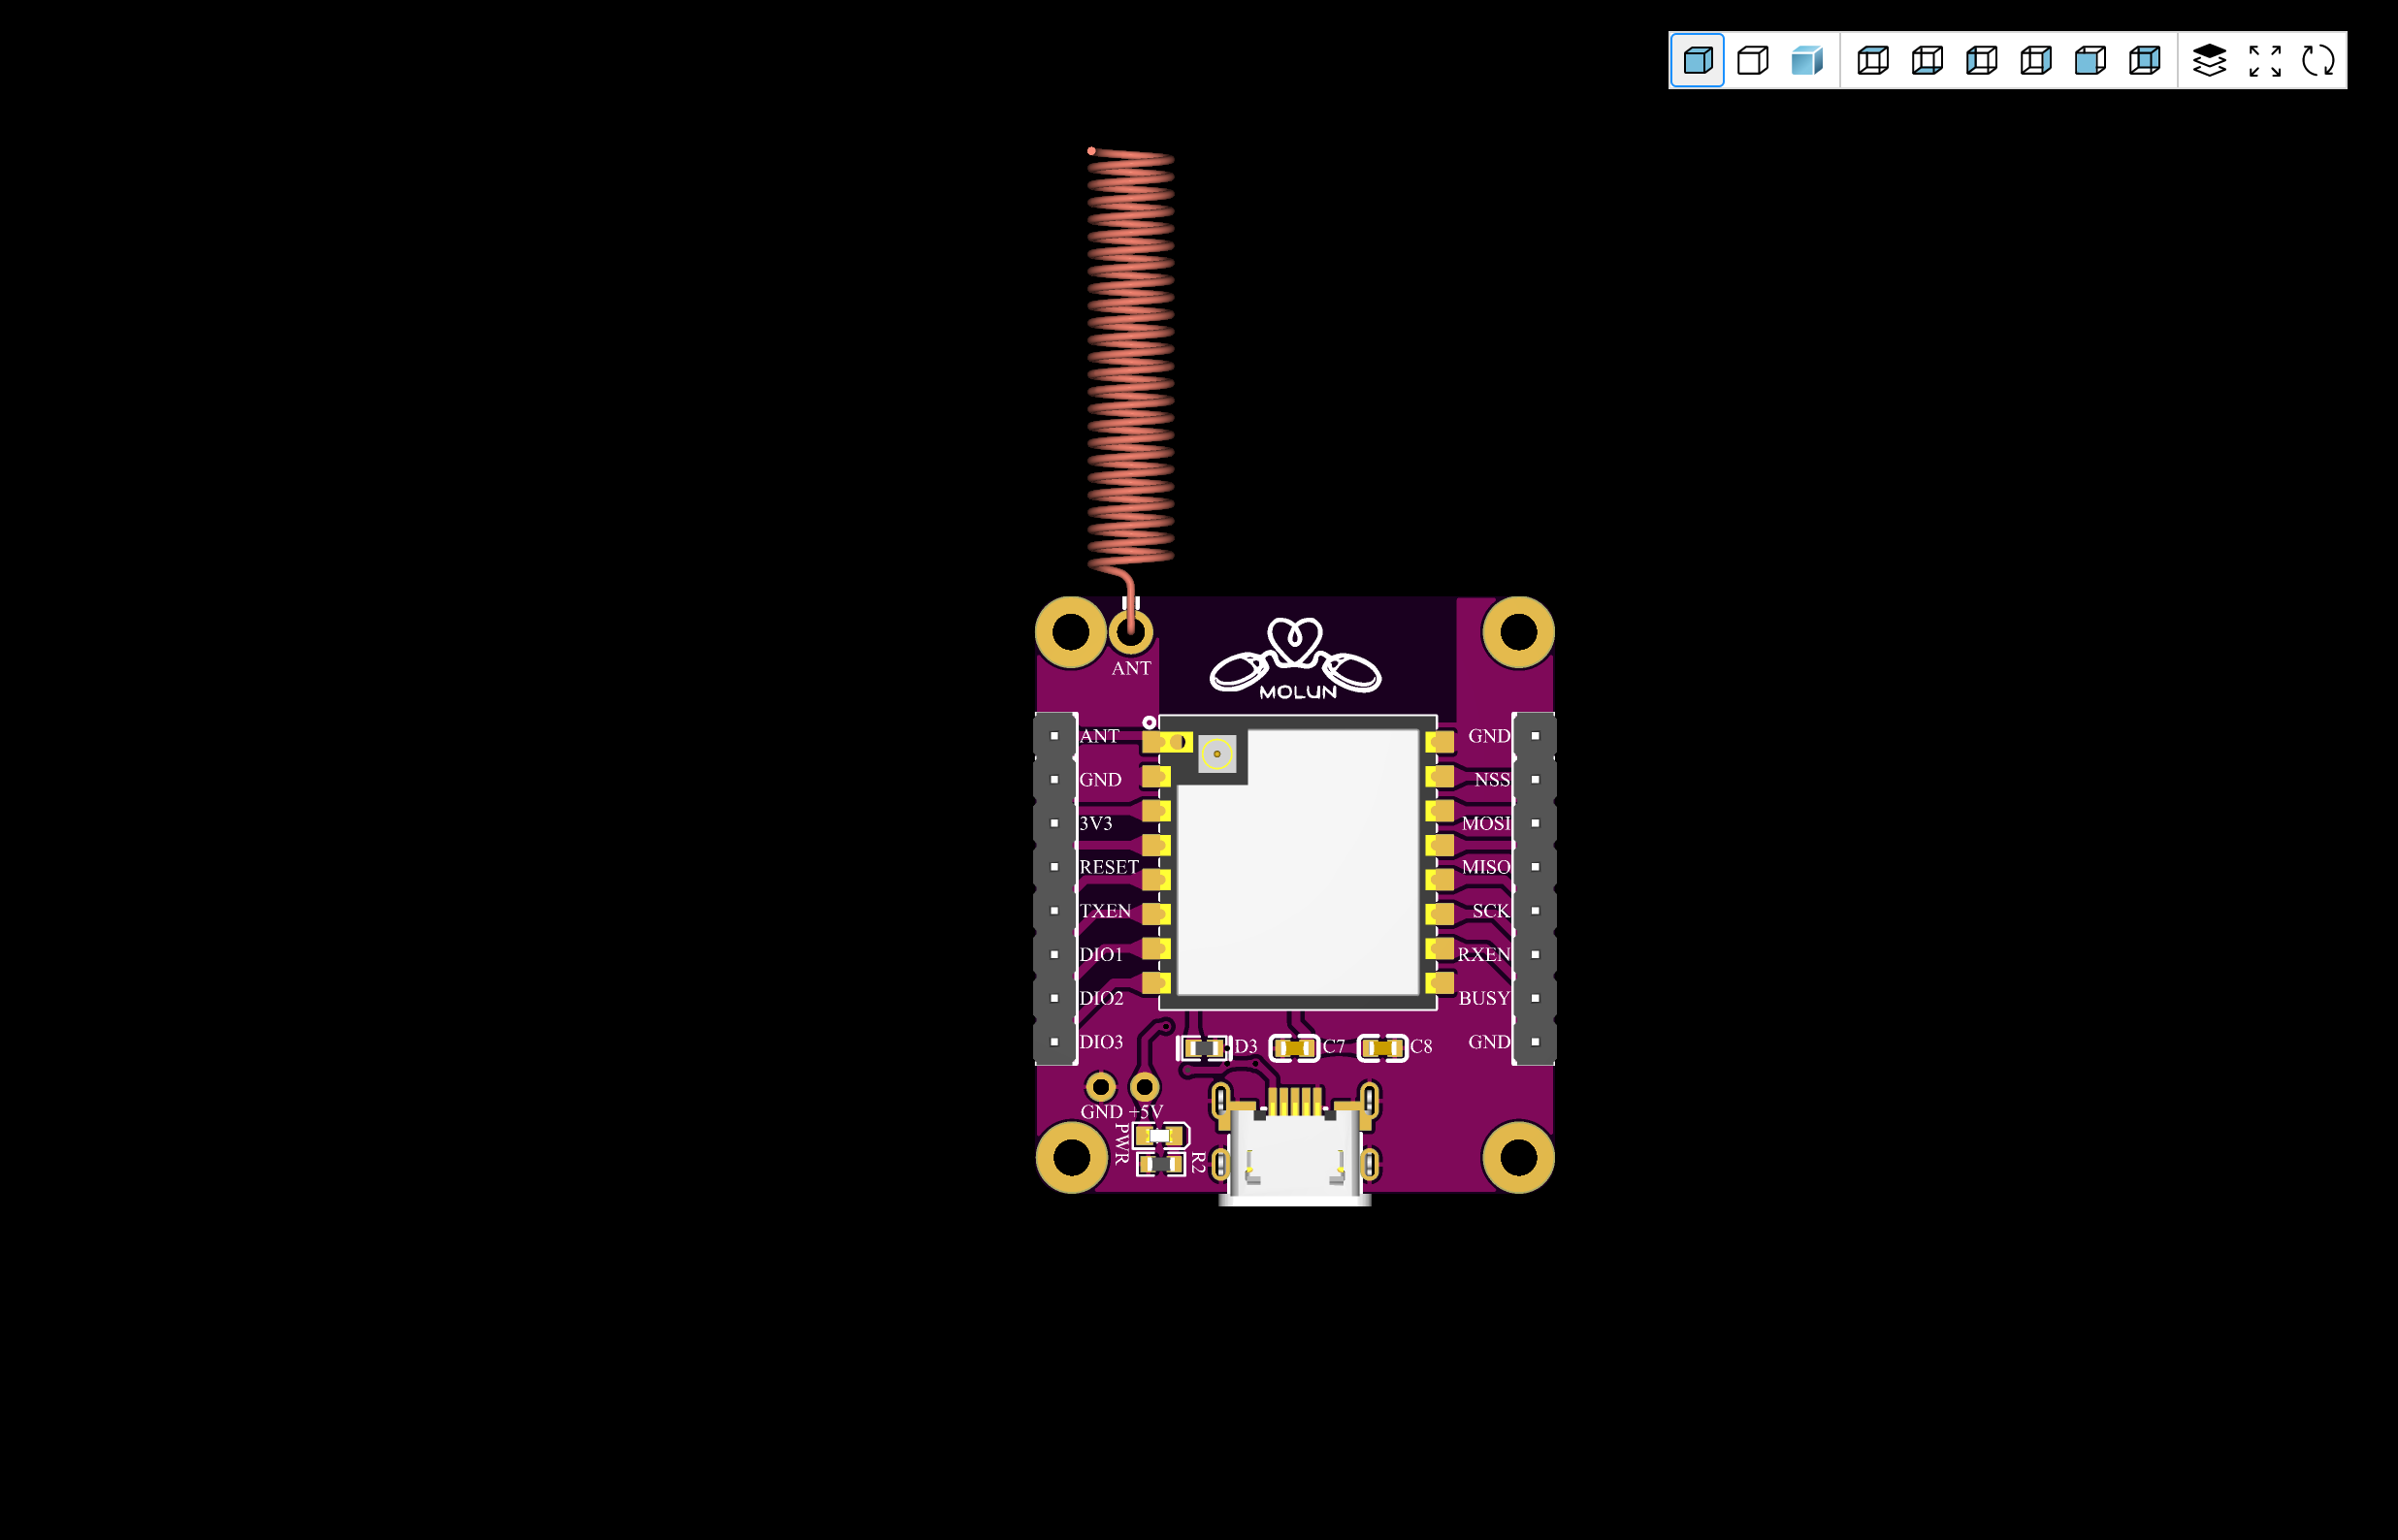 ANT
MOLUN
ANT
GND
3V3
RESET
TXEN
DIO1
DIO2
DIO3
GND
NSS
MOSI
MISO
SCK
RXEN
BUSY
GND
D3
C7
C8
GND +5V
PWR
R2